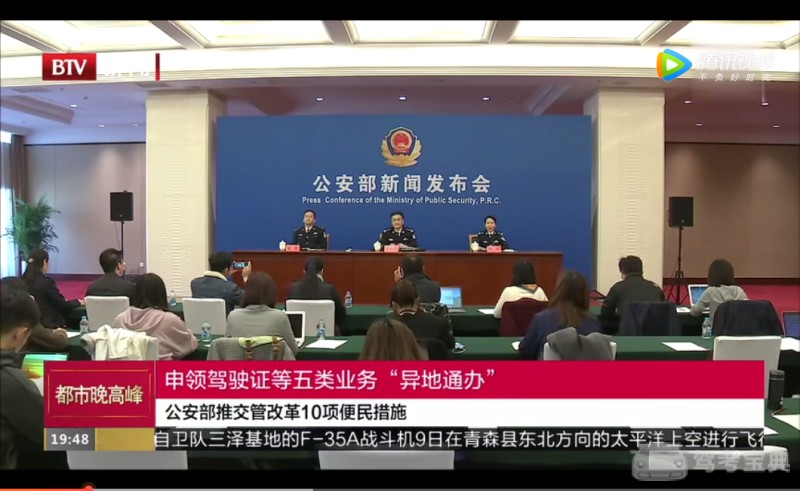 BTV
腾讯视频
不负好时光
公安部新闻发布会
Press Conference of the Ministry of Public Security, P.R.C.
申领驾驶证等五类业务“异地通办”
都市晚高峰
公安部推交管改革10项便民措施
19:48
自卫队三泽基地的F-35A战斗机9日在青森县东北方向的太平洋上空进行飞行
驾考宝典